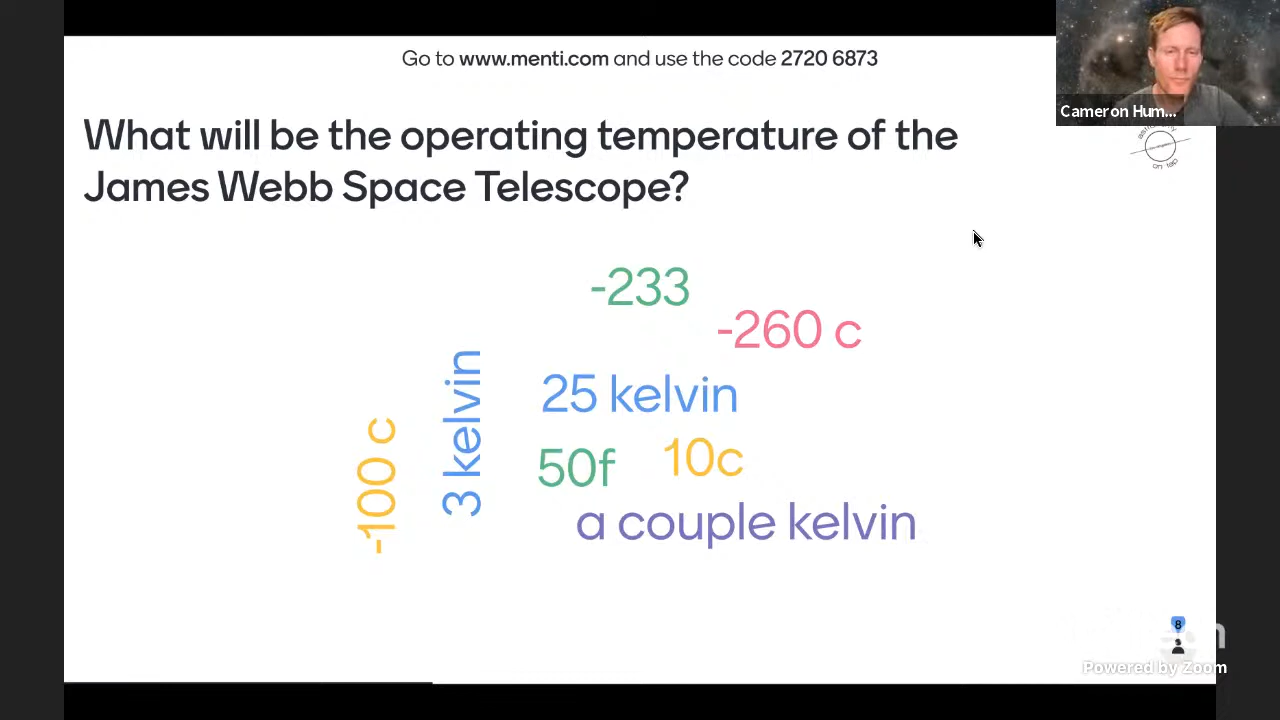 Go to www.menti.com and use the code 2720 6873
Cameron Hum...
What will be the operating temperature of the
James Webb Space Telescope?
on tap
-233
-260 c
25 kelvin
3 kelvin
-100 c
50f
10c
a couple kelvin
8
Powered by Zoom